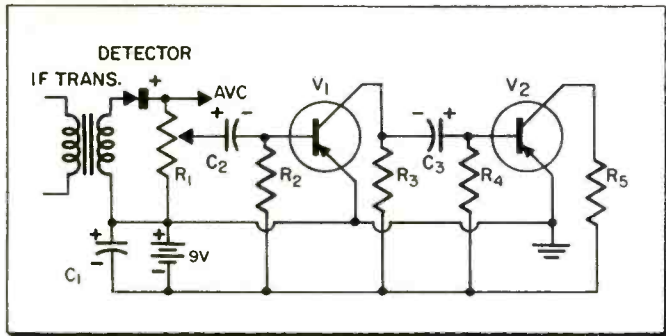 DETECTOR
IF TRANS.
+
AVC
V1
V2
+
-
-
+
C2
C3
R1
R2
R3
R4
R5
+
-
C1
+
-
9V